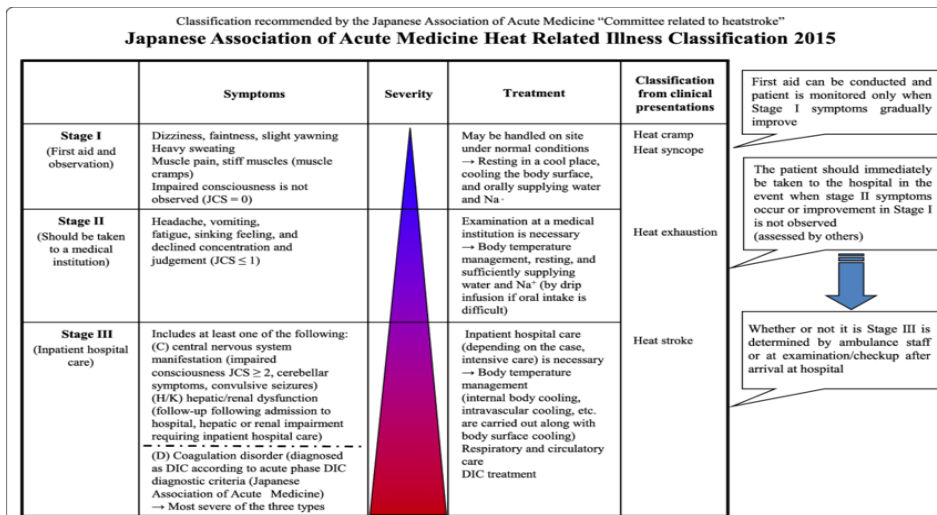 Classification recommended by the Japanese Association of Acute Medicine “Committee related to heatstroke”
Japanese Association of Acute Medicine Heat Related Illness Classification 2015
Symptoms
Severity
Treatment
Classification
from clinical
presentations
Stage I
(First aid and
observation)
Dizziness, faintness, slight yawning
Heavy sweating
Muscle pain, stiff muscles (muscle
cramps)
Impaired consciousness is not
observed (JCS = 0)
May be handled on site
under normal conditions
→ Resting in a cool place,
cooling the body surface,
and orally supplying water
and Na+
Heat cramp
Heat syncope
Stage II
(Should be taken
to a medical
institution)
Headache, vomiting,
fatigue, sinking feeling, and
declined concentration and
judgement (JCS ≤ 1)
Examination at a medical
institution is necessary
→ Body temperature
management, resting, and
sufficiently supplying
water and Na⁺ (by drip
infusion if oral intake is
difficult)
Heat exhaustion
Stage III
(Inpatient hospital
care)
Includes at least one of the following:
(C) central nervous system
manifestation (impaired
consciousness JCS ≥ 2, cerebellar
symptoms, convulsive seizures)
(H/K) hepatic/renal dysfunction
(follow-up following admission to
hospital, hepatic or renal impairment
requiring inpatient hospital care)
(D) Coagulation disorder (diagnosed
as DIC according to acute phase DIC
diagnostic criteria (Japanese
Association of Acute Medicine)
→ Most severe of the three types
Inpatient hospital care
(depending on the case,
intensive care) is necessary
→ Body temperature
management
(internal body cooling,
intravascular cooling, etc.
are carried out along with
body surface cooling)
Respiratory and circulatory
care
DIC treatment
Heat stroke
First aid can be conducted and
patient is monitored only when
Stage I symptoms gradually
improve
The patient should immediately
be taken to the hospital in the
event when stage II symptoms
occur or improvement in Stage I
is not observed
(assessed by others)
Whether or not it is Stage III is
determined by ambulance staff
or at examination/checkup after
arrival at hospital